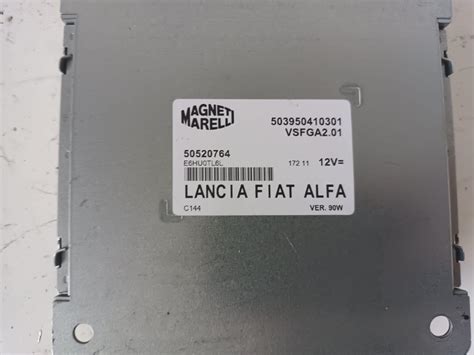 MAGNETI
MARELLI
503950410301
VSFGA2.01
50520764
E6HU0TL6L
172 11 12V=
LANCIA FIAT ALFA
C144 VER. 90W